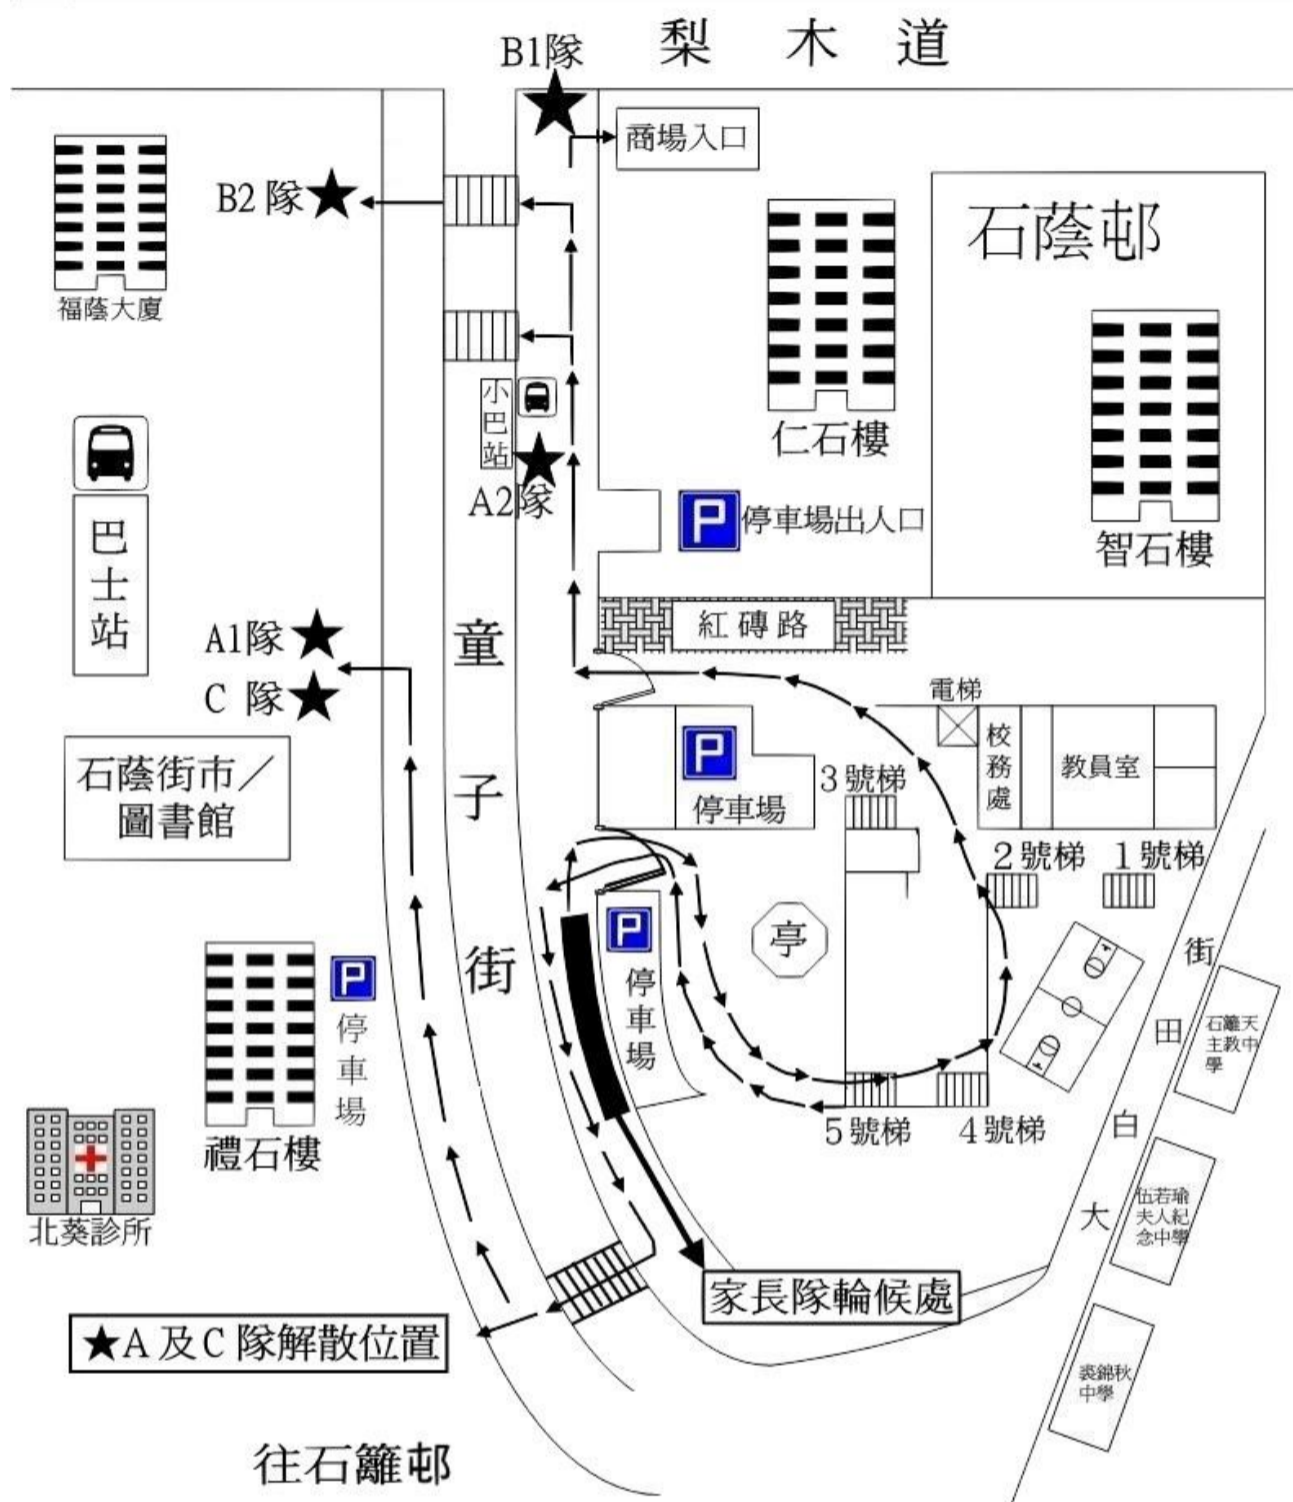 梨木道
B1隊
商場入口
B2隊
石蔭邨
福蔭大廈
小巴站
仁石樓
A2隊
P
停車場出入口
智石樓
巴士站
A1隊
C 隊
紅磚路
童子街
電梯
校務處
教員室
石蔭街市／
圖書館
P
停車場
3號梯
2號梯
1號梯
P
停車場
亭
P
停車場
禮石樓
北葵診所
5號梯
4號梯
大白田街
石籬天
主教中
學
伍若瑜
夫人紀
念中學
裘錦秋
中學
家長隊輪候處
★A及C隊解散位置
往石籬邨